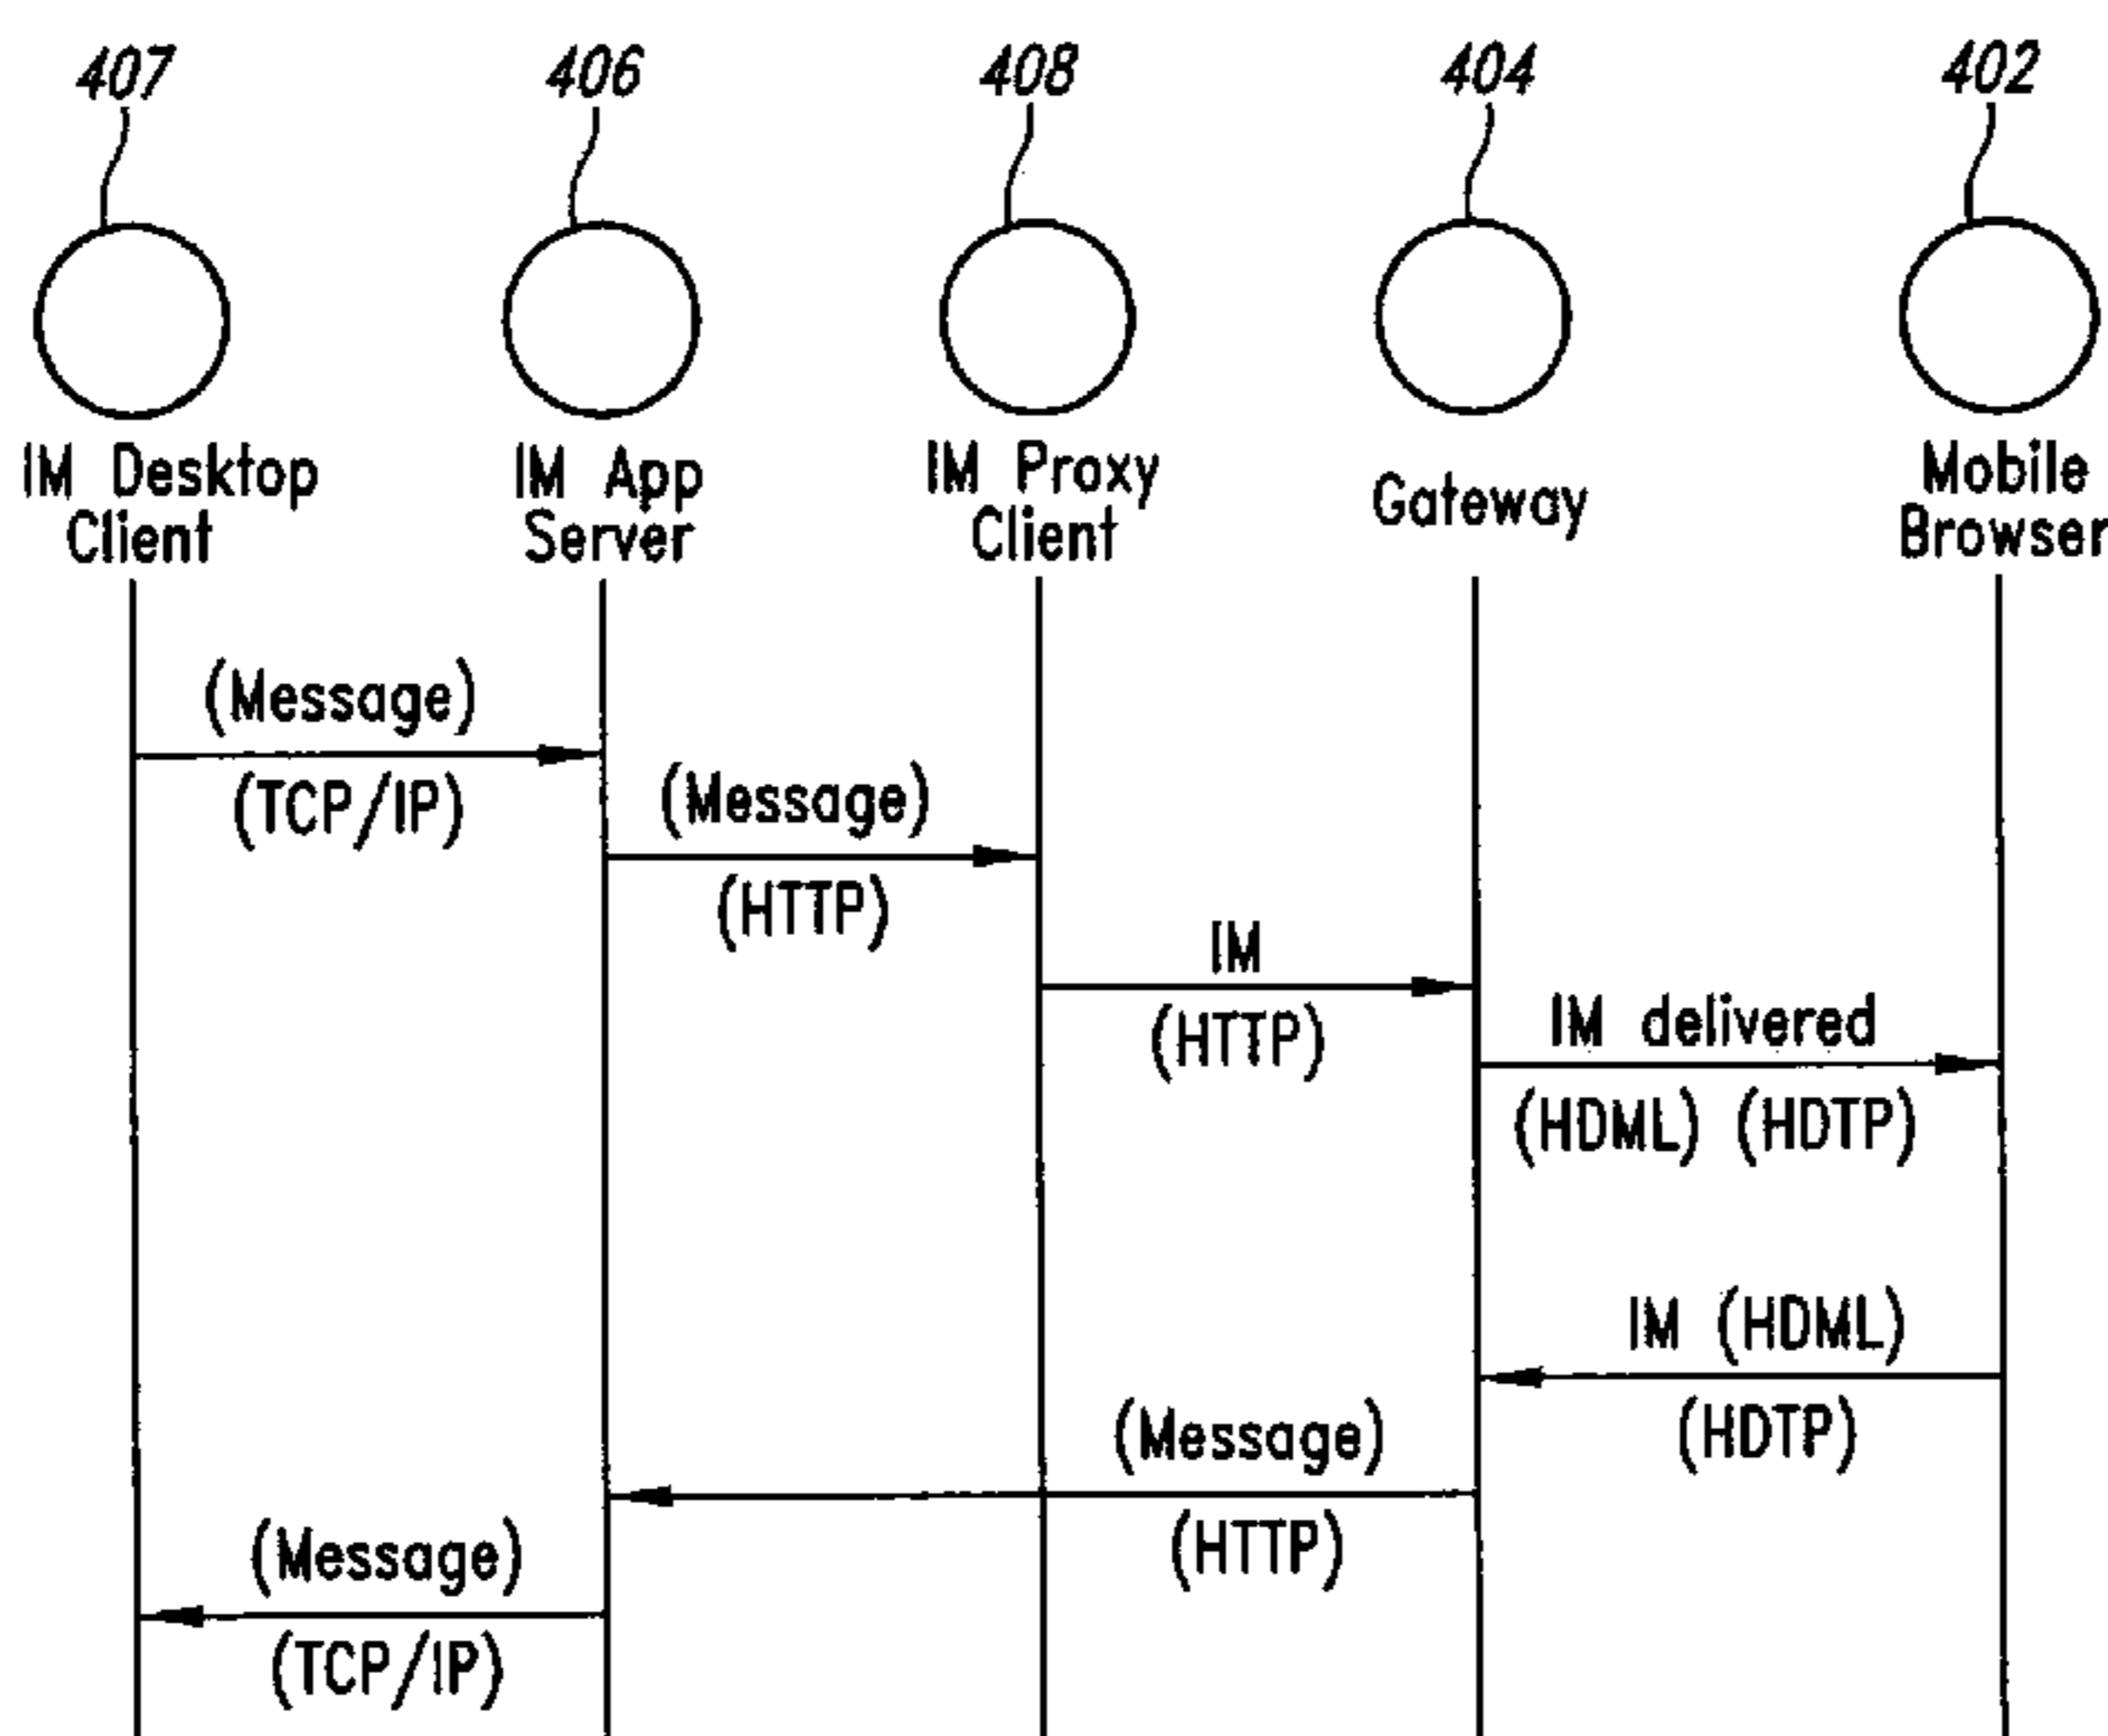 407
406
408
404
402
IM Desktop
Client
IM App
Server
IM Proxy
Client
Gateway
Mobile
Browser
(Message)
(TCP/IP)
(Message)
(HTTP)
IM
(HTTP)
IM delivered
(HDML) (HDTP)
IM (HDML)
(HDTP)
(Message)
(HTTP)
(Message)
(TCP/IP)